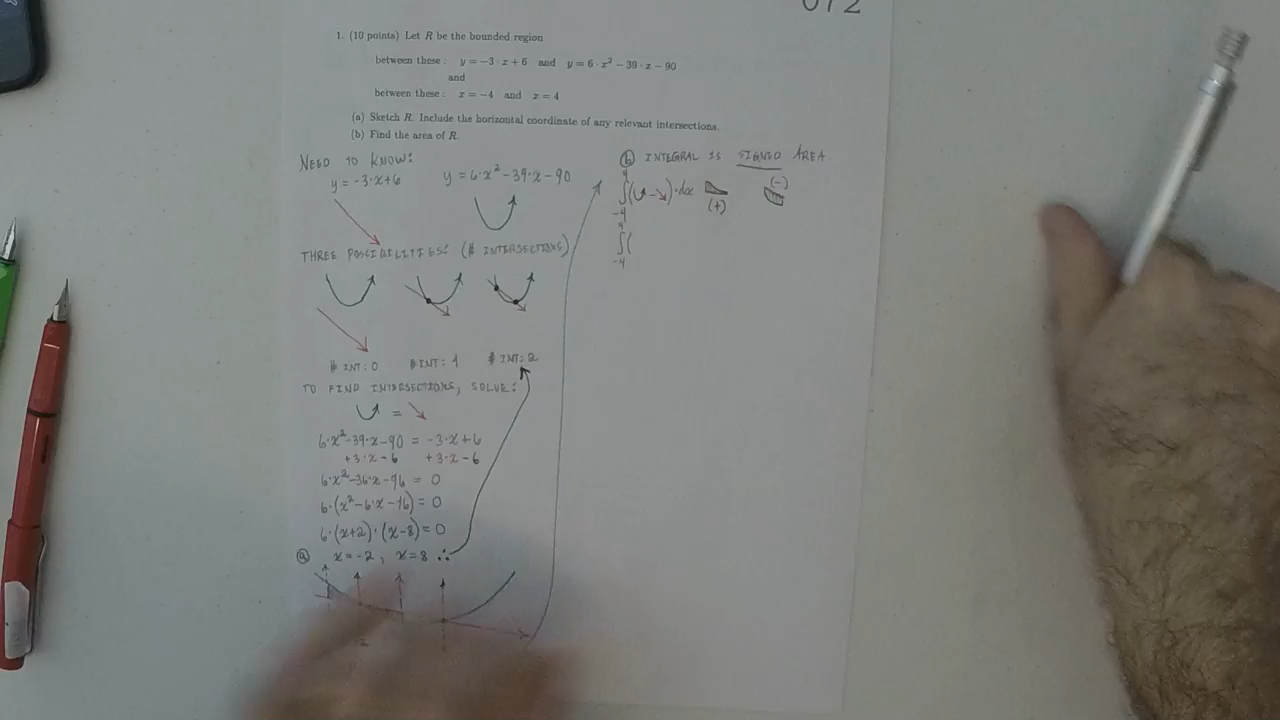 1. (10 points) Let R be the bounded region
between these : y = −3 · x + 6 and y = 6 · x² − 39 · x − 90
and
between these : x = −4 and x = 4
(a) Sketch R. Include the horizontal coordinate of any relevant intersections.
(b) Find the area of R.
NEED TO KNOW:
y = -3·x+6 y = 6·x²-39·x-90
THREE POSSIBILITIES: (# INTERSECTIONS)
# INT: 0 # INT: 1 # INT: 2
TO FIND INTERSECTIONS, SOLVE:
=
6·x²-39·x-90 = -3·x+6
+3·x-6 +3·x-6
6·x²-36·x-96 = 0
6·(x²-6·x-16) = 0
6·(x+2)·(x-8) = 0
(a) x=-2, x=8 ∴
(b) INTEGRAL IS SIGNED AREA
4
∫( - )·dx (+) (-)
-4
4
∫(
-4